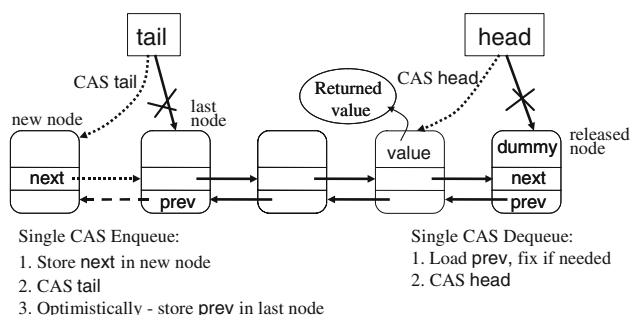 tail
head
CAS tail
CAS head
Returned
value
last
node
new node
released
node
value
dummy
next
next
prev
prev
Single CAS Enqueue:
1. Store next in new node
2. CAS tail
3. Optimistically - store prev in last node
Single CAS Dequeue:
1. Load prev, fix if needed
2. CAS head